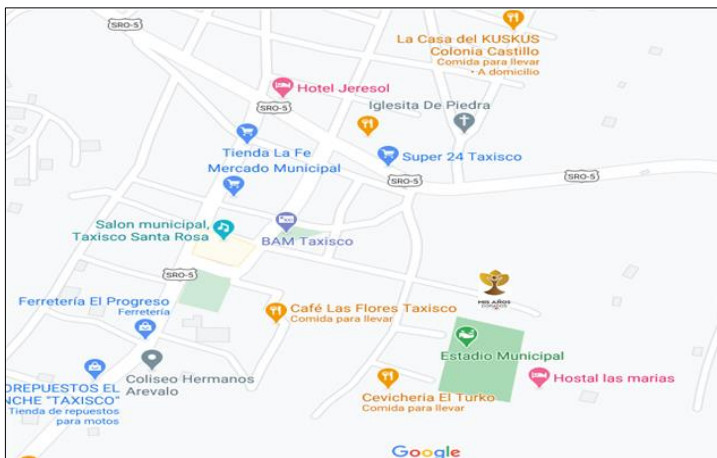 SRO-5
La Casa del KUSKUS
Colonia Castillo
Comida para llevar
· A domicilio
SRO-5
Hotel Jeresol
Iglesita De Piedra
Tienda La Fe
Mercado Municipal
Super 24 Taxisco
SRO-5
SRO-5
Salon municipal,
Taxisco Santa Rosa
BAM Taxisco
SRO-5
MIS AÑOS
Ferretería El Progreso
Ferretería
Café Las Flores Taxisco
Comida para llevar
Estadio Municipal
Coliseo Hermanos
Arevalo
OREPUESTOS EL
NCHE "TAXISCO"
Tienda de repuestos
para motos
Hostal las marias
Cevicheria El Turko
Comida para llevar
Google